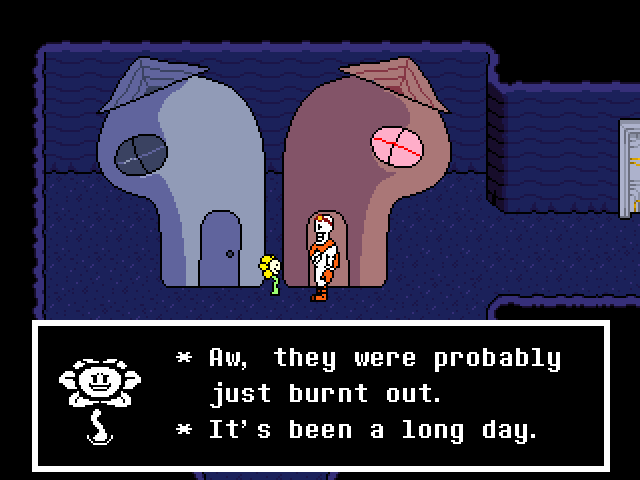 * Aw, they were probably
just burnt out.
* It's been a long day.